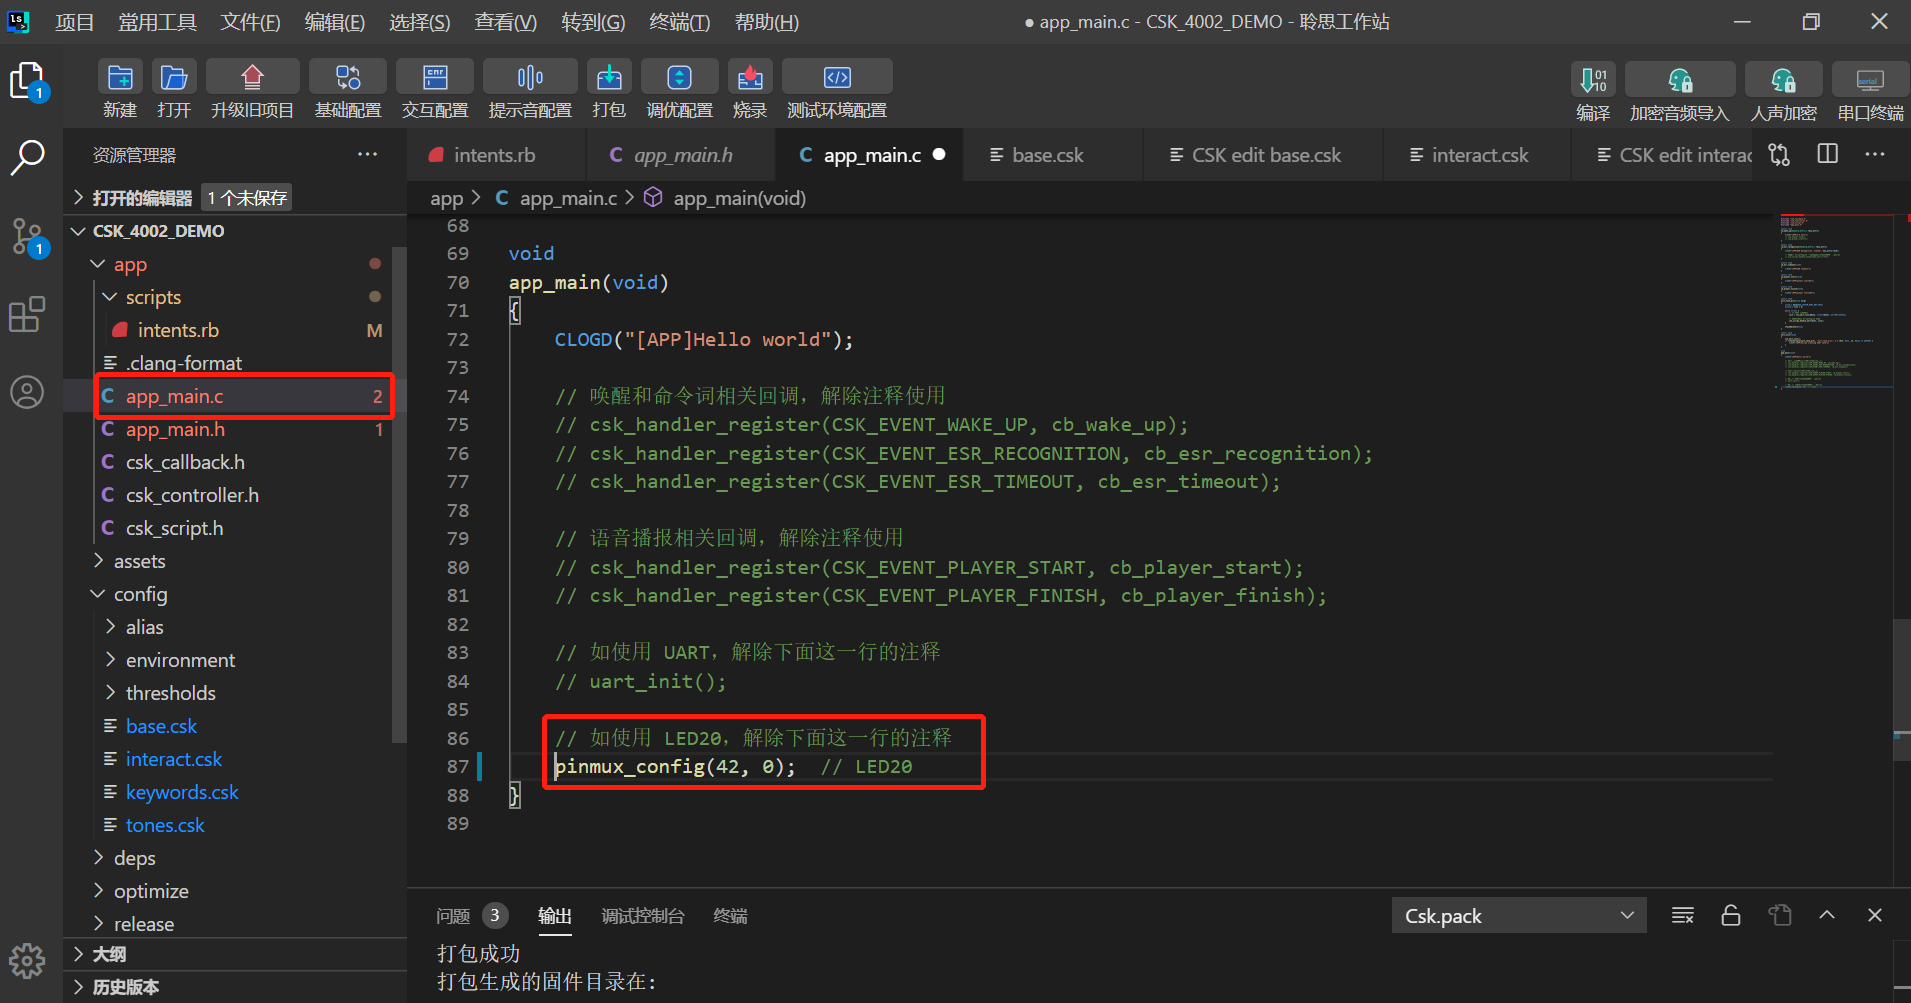 项目 常用工具 文件(F) 编辑(E) 选择(S) 查看(V) 转到(G) 终端(T) 帮助(H) ● app_main.c - CSK_4002_DEMO - 聆思工作站
新建 打开 升级旧项目 基础配置 交互配置 提示音配置 打包 调优配置 烧录 测试环境配置 编译 加密音频导入 人声加密 串口终端
资源管理器
打开的编辑器 1 个未保存
CSK_4002_DEMO
app
scripts
intents.rb M
.clang-format
app_main.c 2
app_main.h 1
csk_callback.h
csk_controller.h
csk_script.h
assets
config
alias
environment
thresholds
base.csk
interact.csk
keywords.csk
tones.csk
deps
optimize
release
大纲
历史版本
intents.rb app_main.h app_main.c ● base.csk CSK edit base.csk interact.csk CSK edit interac
app > app_main.c > app_main(void)
68
69 void
70 app_main(void)
71 {
72 CLOGD("[APP]Hello world");
73
74 // 唤醒和命令词相关回调，解除注释使用
75 // csk_handler_register(CSK_EVENT_WAKE_UP, cb_wake_up);
76 // csk_handler_register(CSK_EVENT_ESR_RECOGNITION, cb_esr_recognition);
77 // csk_handler_register(CSK_EVENT_ESR_TIMEOUT, cb_esr_timeout);
78
79 // 语音播报相关回调，解除注释使用
80 // csk_handler_register(CSK_EVENT_PLAYER_START, cb_player_start);
81 // csk_handler_register(CSK_EVENT_PLAYER_FINISH, cb_player_finish);
82
83 // 如使用 UART，解除下面这一行的注释
84 // uart_init();
85
86 // 如使用 LED20，解除下面这一行的注释
87 pinmux_config(42, 0); // LED20
88 }
89
问题 3 输出 调试控制台 终端 Csk.pack
打包成功
打包生成的固件目录在: